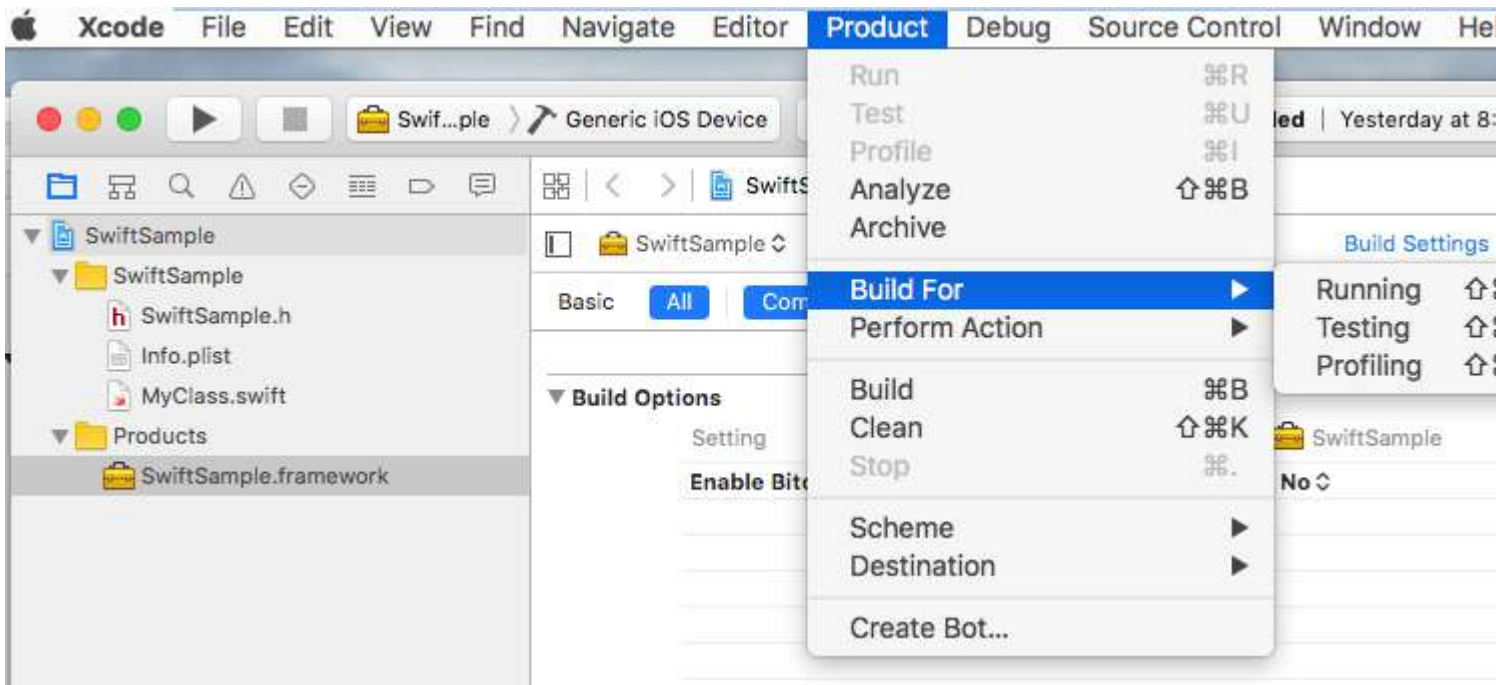 Xcode File Edit View Find Navigate Editor Product Debug Source Control Window
Run ⌘R
Swif...ple Generic iOS Device Test ⌘U Yesterday at 8:
Profile ⌘I
Analyze ⇧⌘B
Archive
SwiftSample
SwiftSample Build Settings
SwiftSample
Basic All Build For Running
SwiftSample.h Perform Action Testing
Info.plist Profiling
MyClass.swift Build Options Build ⌘B
Products Setting Clean ⇧⌘K SwiftSample
SwiftSample.framework Enable Stop ⌘. No
Scheme
Destination
Create Bot...